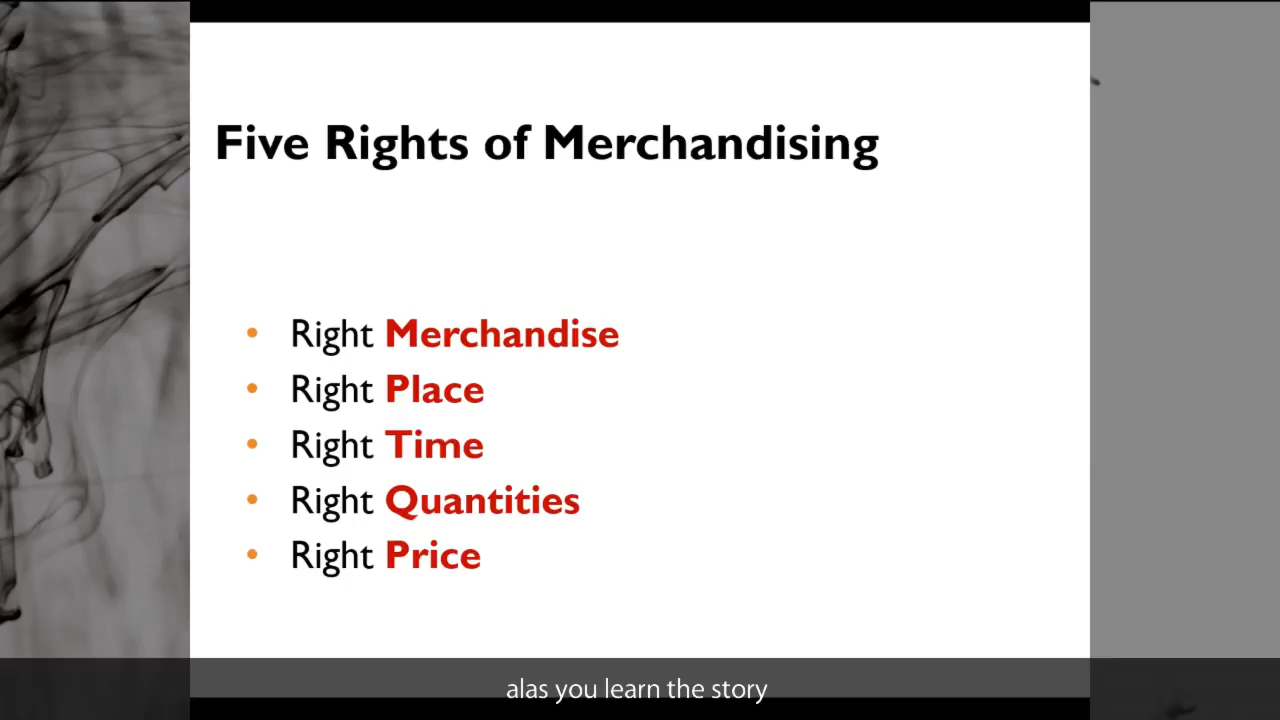 Five Rights of Merchandising
• Right Merchandise
• Right Place
• Right Time
• Right Quantities
• Right Price
alas you learn the story